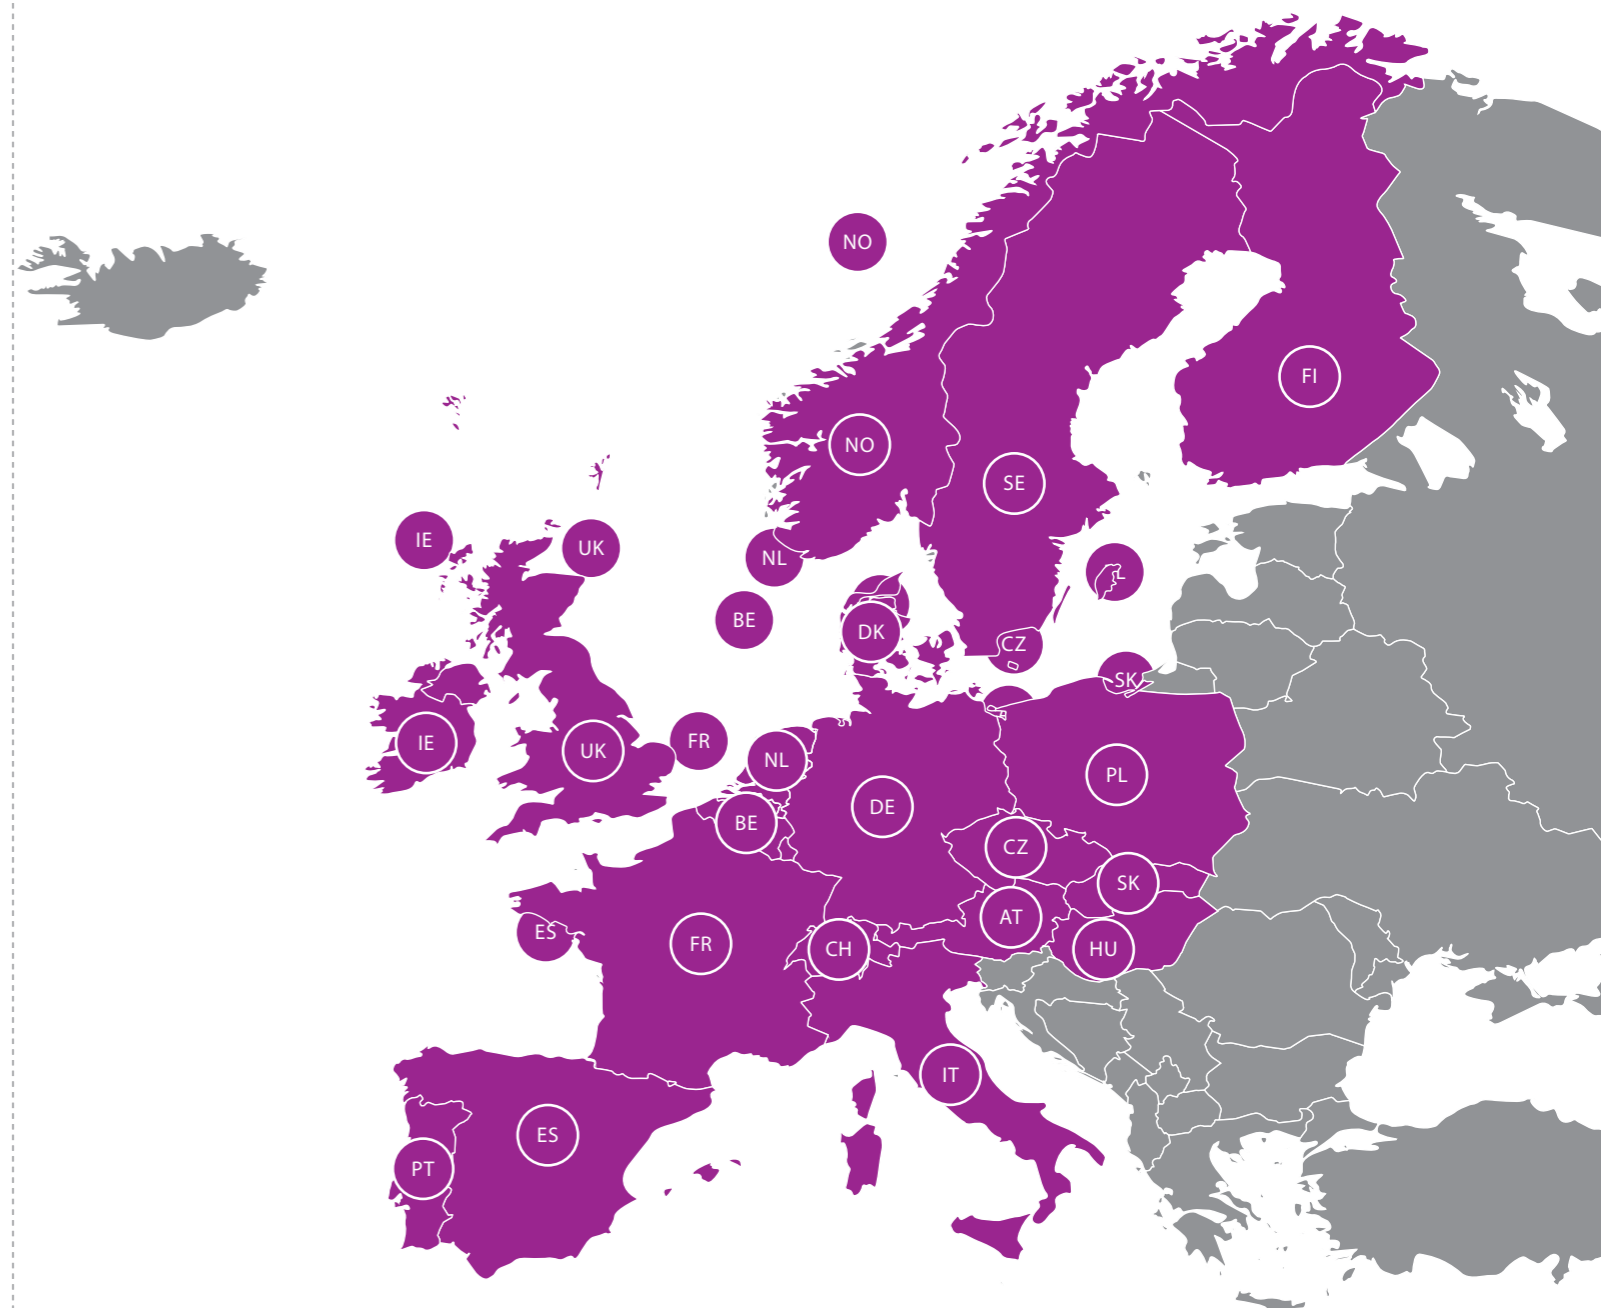 NO
FI
NO
SE
IE
UK
NL
L
BE
DK
CZ
SK
IE
UK
FR
NL
PL
DE
BE
CZ
SK
AT
ES
FR
CH
HU
IT
ES
PT